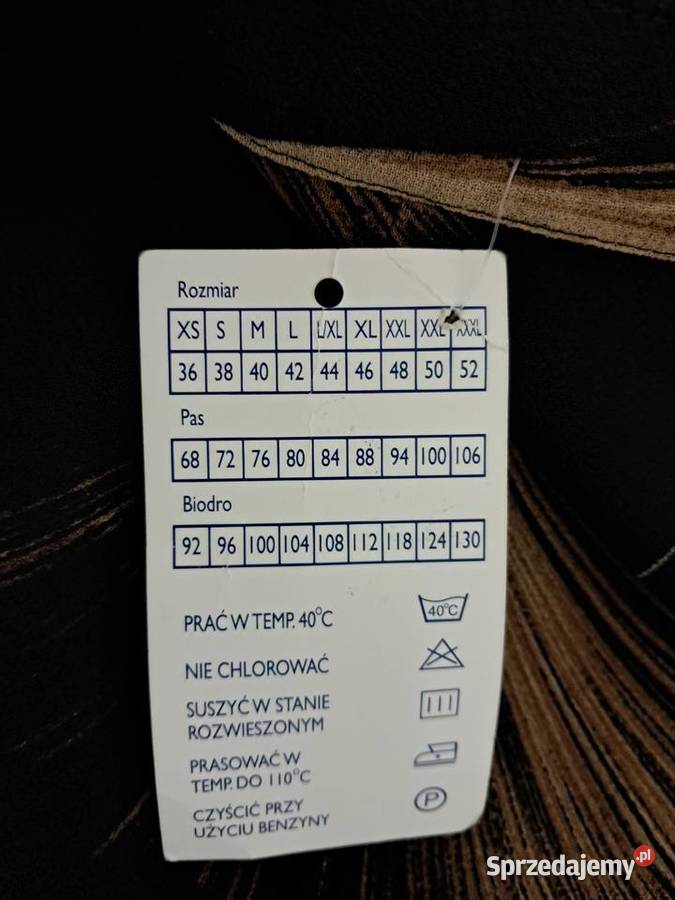 Rozmiar
XS S M L L/XL XL XXL XXL XXXL
36 38 40 42 44 46 48 50 52
Pas
68 72 76 80 84 88 94 100 106
Biodro
92 96 100 104 108 112 118 124 130
PRAĆ W TEMP. 40°C
40°C
NIE CHLOROWAĆ
SUSZYĆ W STANIE
ROZWIESZONYM
PRASOWAĆ W
TEMP. DO 110°C
CZYŚCIĆ PRZY
UŻYCIU BENZYNY
P
Sprzedajemy.pl